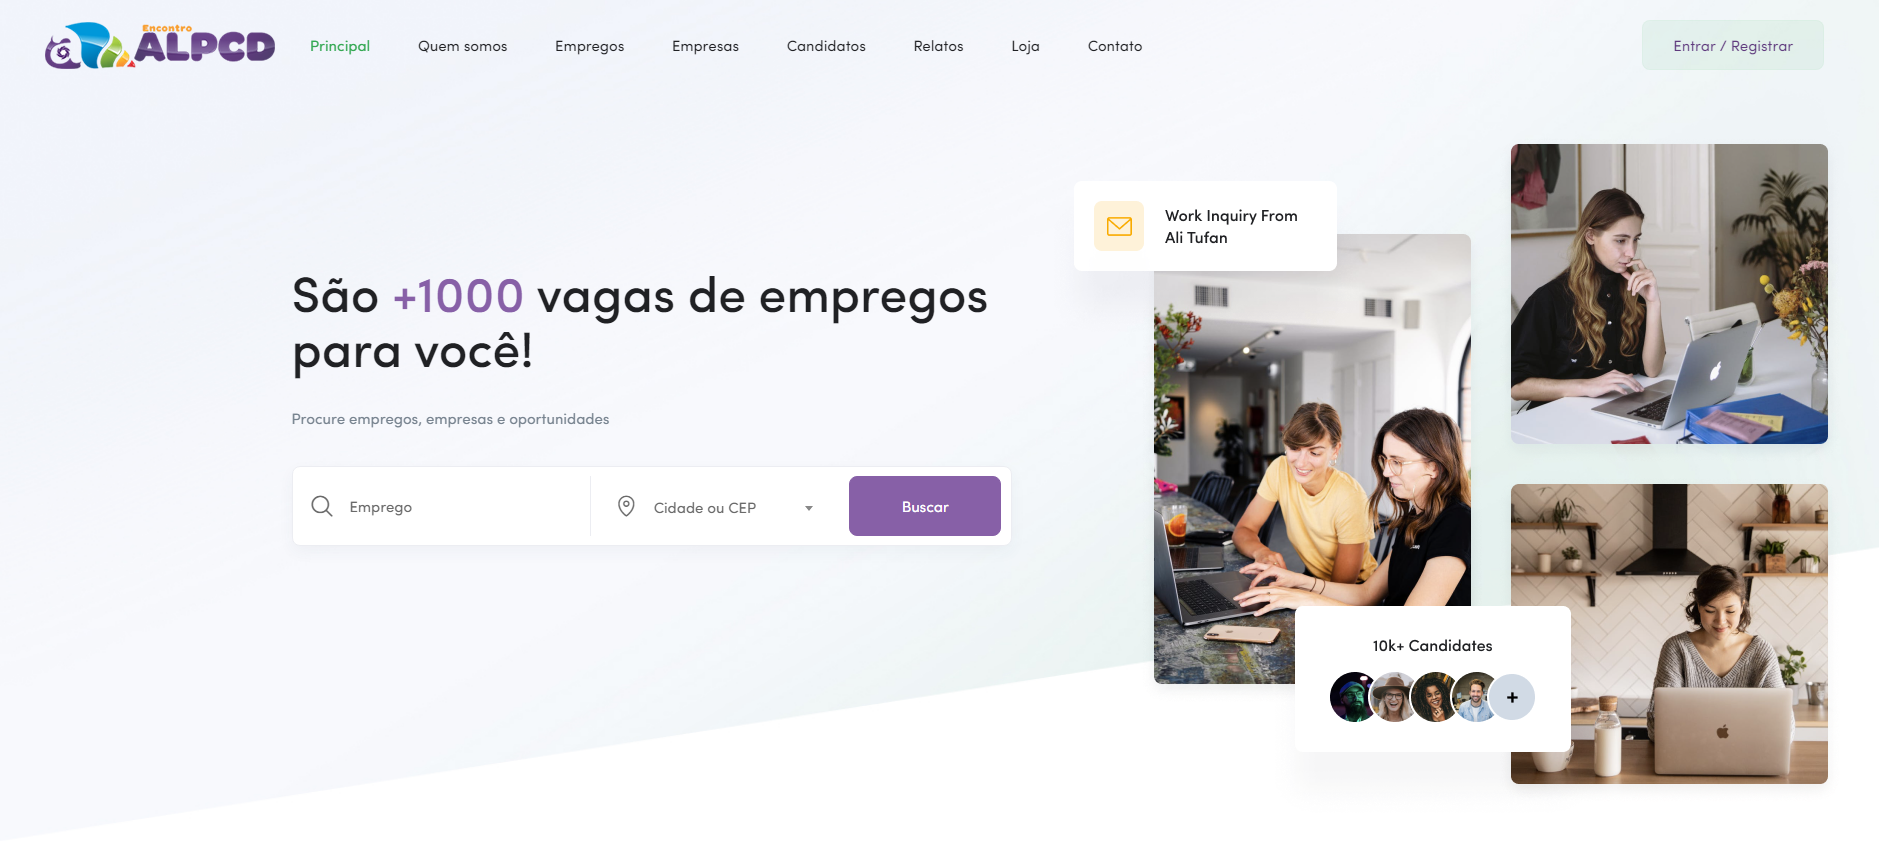 Encontro
ALPCD
Principal
Quem somos
Empregos
Empresas
Candidatos
Relatos
Loja
Contato
Entrar / Registrar
Work Inquiry From
Ali Tufan
São +1000 vagas de empregos
para você!
Procure empregos, empresas e oportunidades
Emprego
Cidade ou CEP
Buscar
10k+ Candidates
+